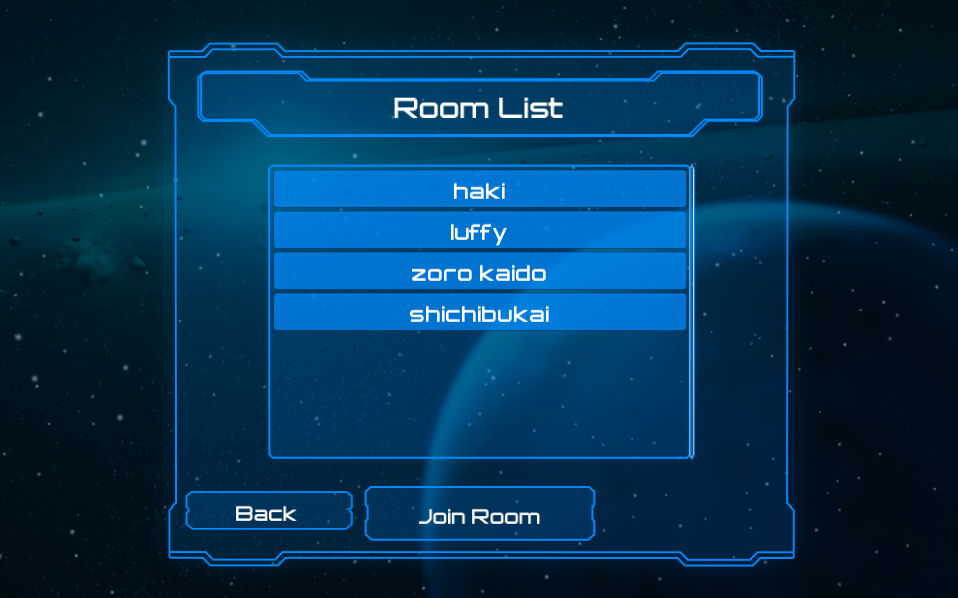 Room List
haki
luffy
zoro kaido
shichibukai
Back
Join Room